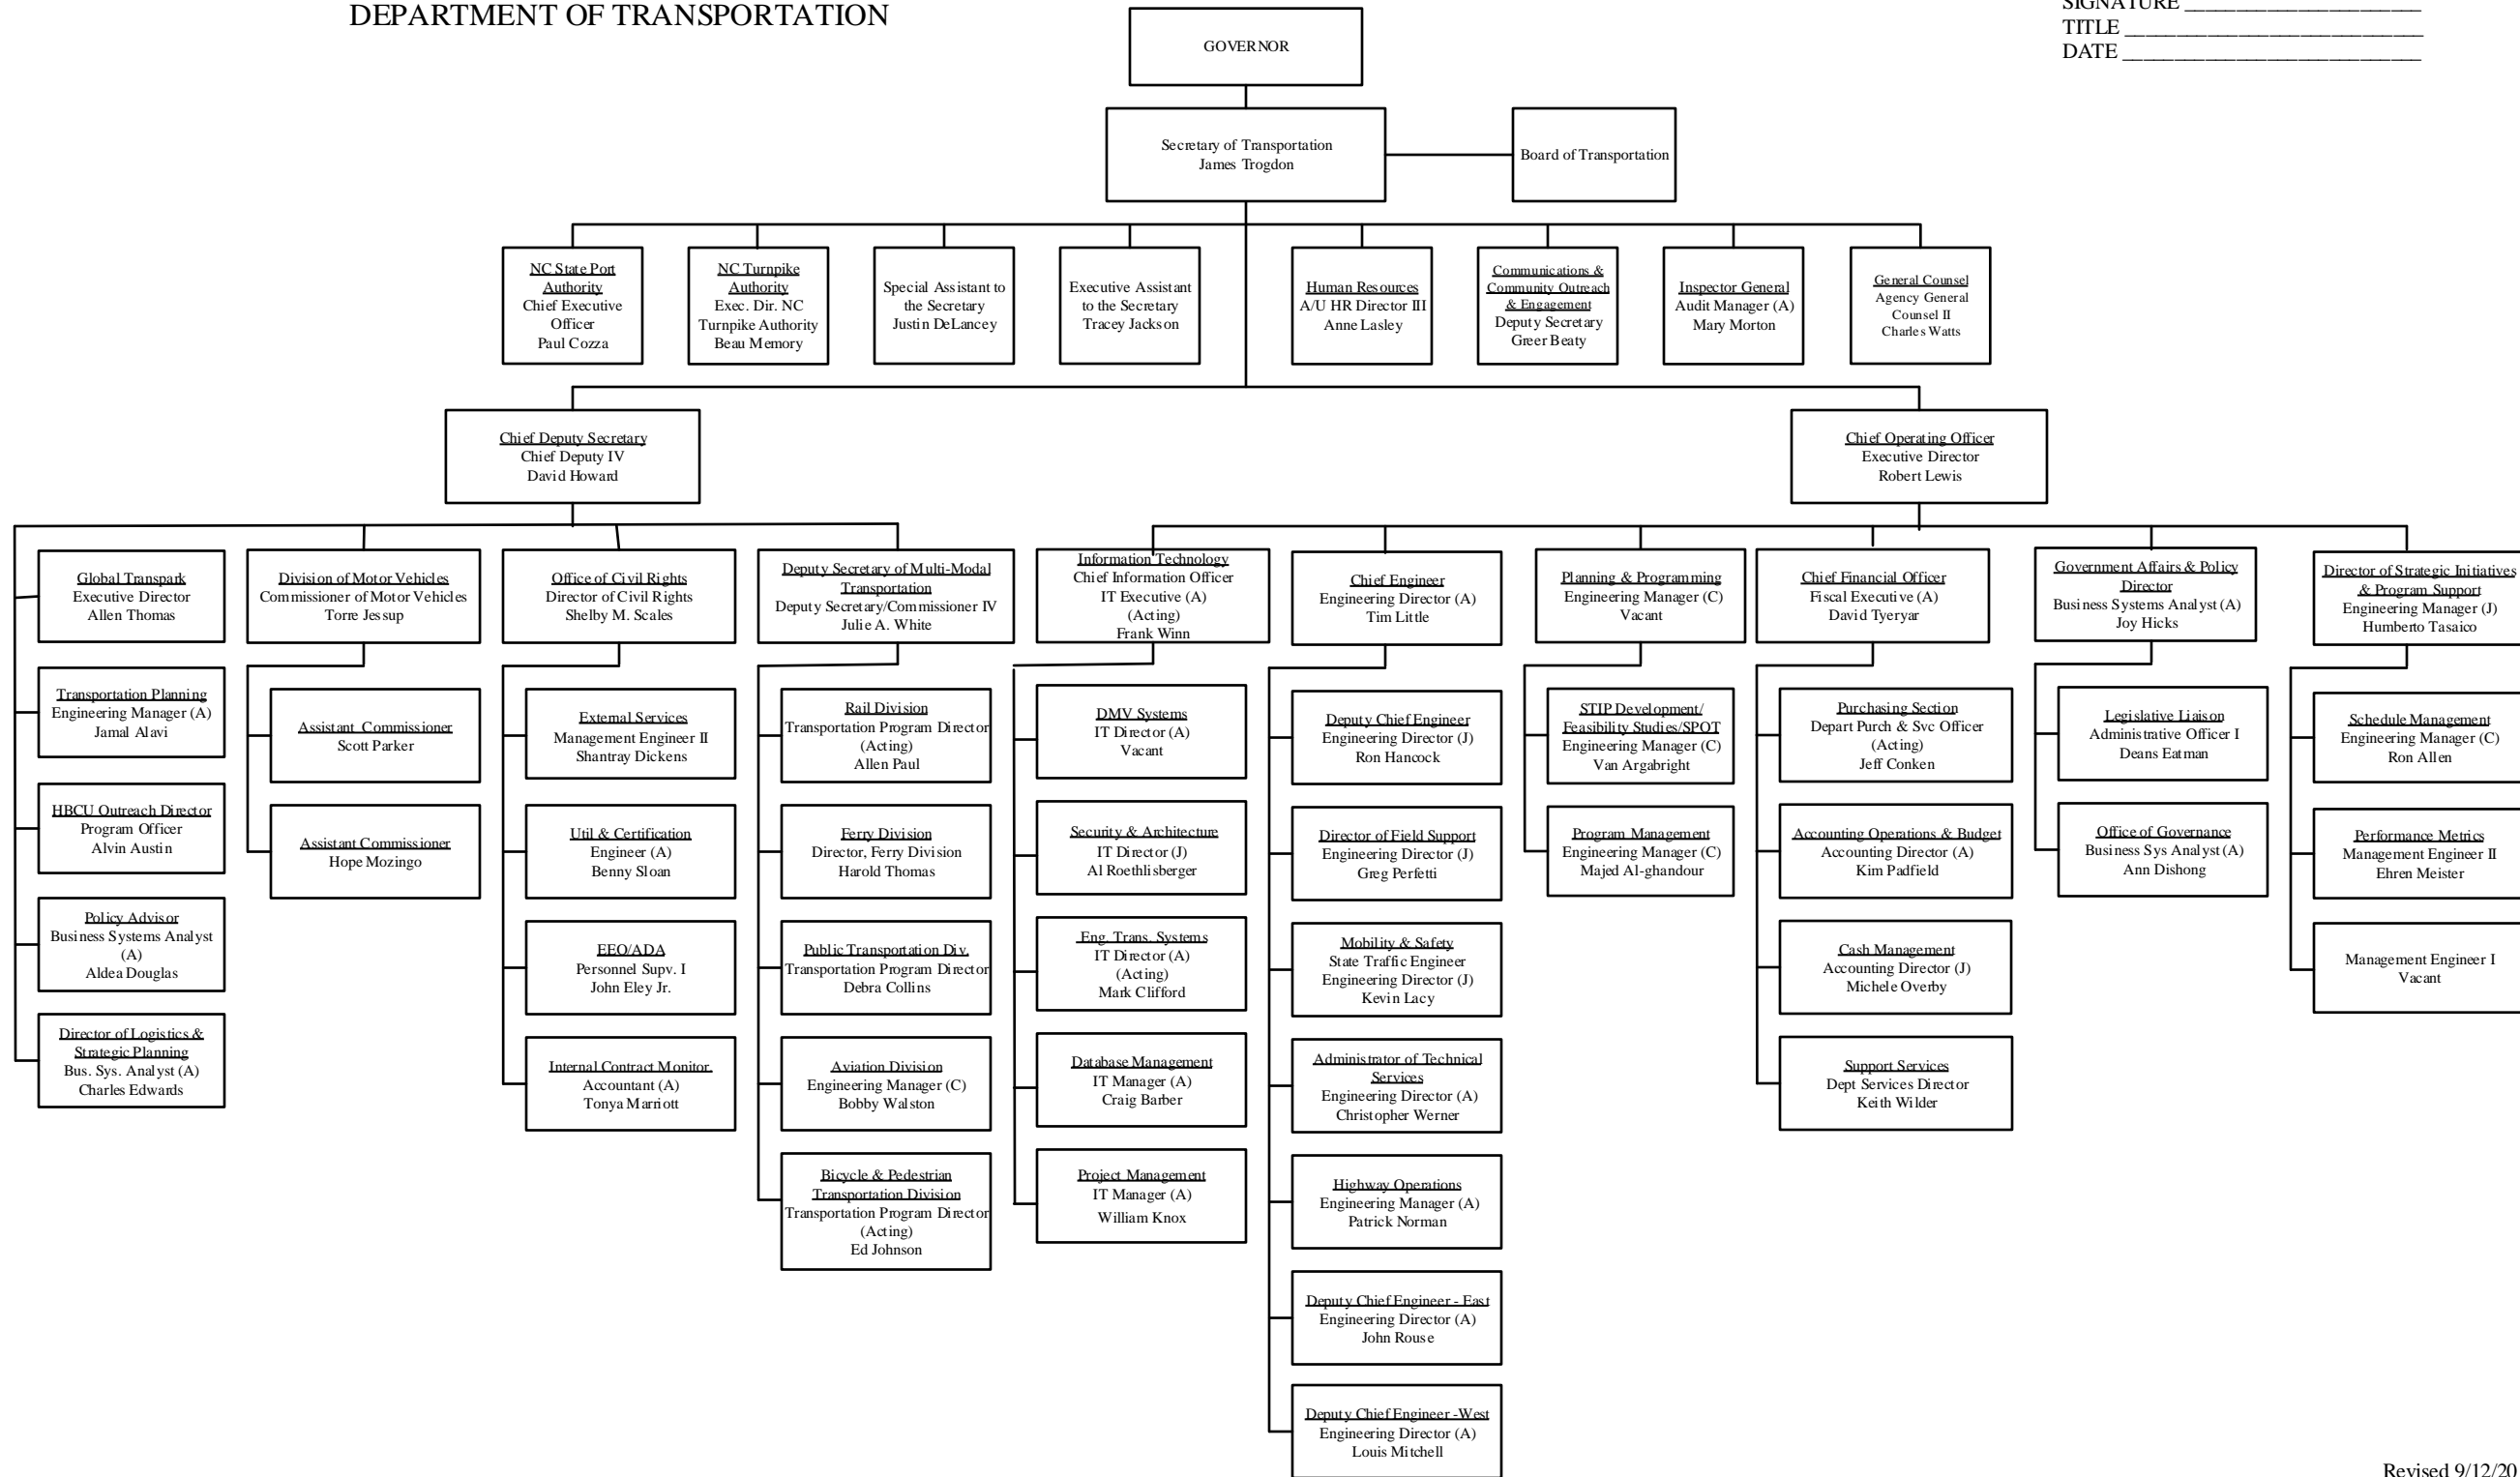 DEPARTMENT OF TRANSPORTATION
SIGNATURE ______________________
TITLE ____________________________
DATE ____________________________
GOVERNOR
Secretary of Transportation
James Trogdon
Board of Transportation
NC State Port
Authority
Chief Executive
Officer
Paul Cozza
NC Turnpike
Authority
Exec. Dir. NC
Turnpike Authority
Beau Memory
Special Assistant to
the Secretary
Justin DeLancey
Executive Assistant
to the Secretary
Tracey Jackson
Human Resources
A/U HR Director III
Anne Lasley
Communications &
Community Outreach
& Engagement
Deputy Secretary
Greer Beaty
Inspector General
Audit Manager (A)
Mary Morton
General Counsel
Agency General
Counsel II
Charles Watts
Chief Deputy Secretary
Chief Deputy IV
David Howard
Chief Operating Officer
Executive Director
Robert Lewis
Global Transpark
Executive Director
Allen Thomas
Transportation Planning
Engineering Manager (A)
Jamal Alavi
HBCU Outreach Director
Program Officer
Alvin Austin
Policy Advisor
Business Systems Analyst
(A)
Aldea Douglas
Director of Logistics &
Strategic Planning
Bus. Sys. Analyst (A)
Charles Edwards
Division of Motor Vehicles
Commissioner of Motor Vehicles
Torre Jessup
Assistant Commissioner
Scott Parker
Assistant Commissioner
Hope Mozingo
Office of Civil Rights
Director of Civil Rights
Shelby M. Scales
External Services
Management Engineer II
Shantray Dickens
Util & Certification
Engineer (A)
Benny Sloan
EEO/ADA
Personnel Supv. I
John Eley Jr.
Internal Contract Monitor
Accountant (A)
Tonya Marriott
Deputy Secretary of Multi-Modal
Transportation
Deputy Secretary/Commissioner IV
Julie A. White
Rail Division
Transportation Program Director
(Acting)
Allen Paul
Ferry Division
Director, Ferry Division
Harold Thomas
Public Transportation Div.
Transportation Program Director
Debra Collins
Aviation Division
Engineering Manager (C)
Bobby Walston
Bicycle & Pedestrian
Transportation Division
Transportation Program Director
(Acting)
Ed Johnson
Information Technology
Chief Information Officer
IT Executive (A)
(Acting)
Frank Winn
DMV Systems
IT Director (A)
Vacant
Security & Architecture
IT Director (J)
Al Roethlisberger
Eng. Trans. Systems
IT Director (A)
(Acting)
Mark Clifford
Database Management
IT Manager (A)
Craig Barber
Project Management
IT Manager (A)
William Knox
Chief Engineer
Engineering Director (A)
Tim Little
Deputy Chief Engineer
Engineering Director (J)
Ron Hancock
Director of Field Support
Engineering Director (J)
Greg Perfetti
Mobility & Safety
State Traffic Engineer
Engineering Director (J)
Kevin Lacy
Administrator of Technical
Services
Engineering Director (A)
Christopher Werner
Highway Operations
Engineering Manager (A)
Patrick Norman
Deputy Chief Engineer - East
Engineering Director (A)
John Rouse
Deputy Chief Engineer -West
Engineering Director (A)
Louis Mitchell
Planning & Programming
Engineering Manager (C)
Vacant
STIP Development/
Feasibility Studies/SPOT
Engineering Manager (C)
Van Argabright
Program Management
Engineering Manager (C)
Majed Al-ghandour
Chief Financial Officer
Fiscal Executive (A)
David Tyeryar
Purchasing Section
Depart Purch & Svc Officer
(Acting)
Jeff Conken
Accounting Operations & Budget
Accounting Director (A)
Kim Padfield
Cash Management
Accounting Director (J)
Michele Overby
Support Services
Dept Services Director
Keith Wilder
Government Affairs & Policy
Director
Business Systems Analyst (A)
Joy Hicks
Legislative Liaison
Administrative Officer I
Deans Eatman
Office of Governance
Business Sys Analyst (A)
Ann Dishong
Director of Strategic Initiatives
& Program Support
Engineering Manager (J)
Humberto Tasaico
Schedule Management
Engineering Manager (C)
Ron Allen
Performance Metrics
Management Engineer II
Ehren Meister
Management Engineer I
Vacant
Revised 9/12/20